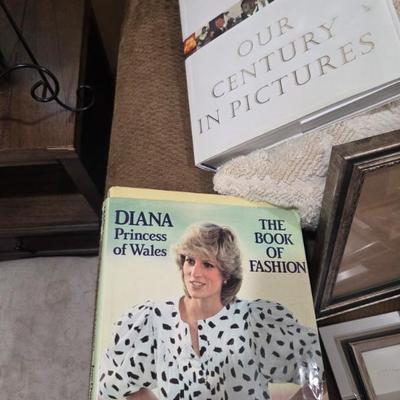 OUR
CENTURY
IN PICTURES
DIANA
Princess
of Wales
THE
BOOK
OF
FASHION